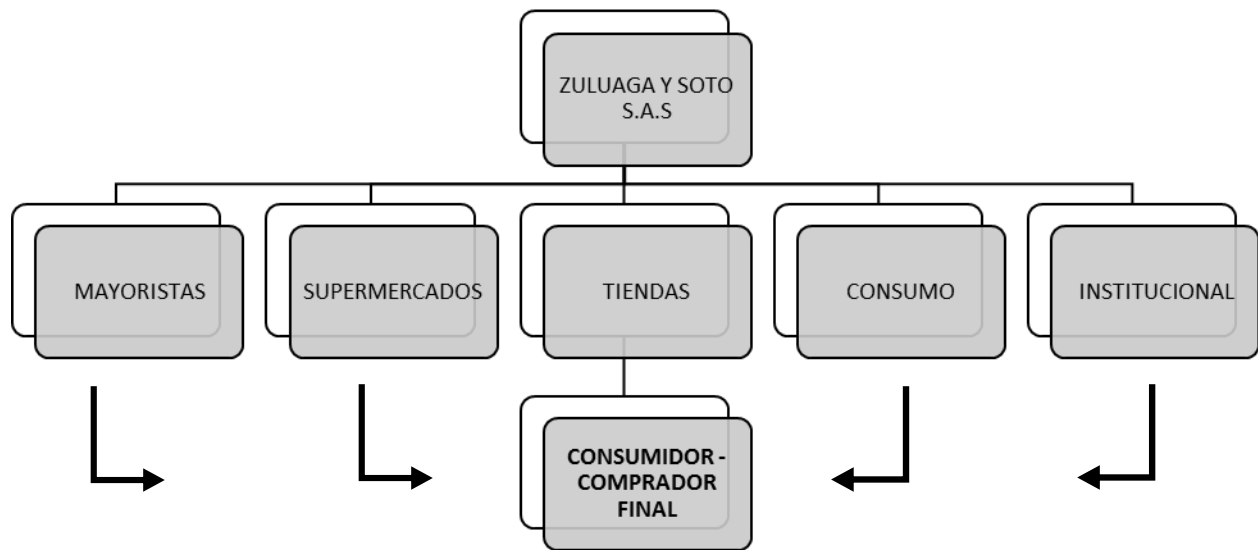 ZULUAGA Y SOTO
S.A.S
MAYORISTAS
SUPERMERCADOS
TIENDAS
CONSUMO
INSTITUCIONAL
CONSUMIDOR -
COMPRADOR
FINAL